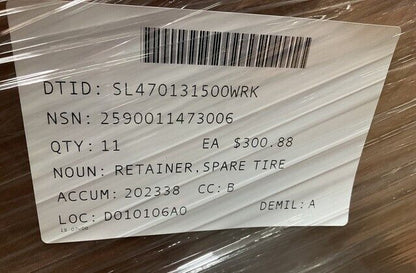 DTID: SL470131500WRK
NSN: 2590011473006
QTY: 11 EA $300.88
NOUN: RETAINER,SPARE TIRE
ACCUM: 202338 CC: B
LOC: D010106A0 DEMIL: A